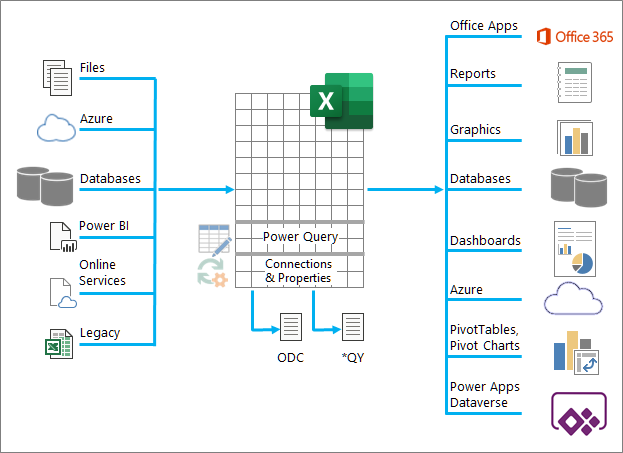 Files
Azure
Databases
Power BI
Online
Services
Legacy
X
Power Query
Connections
& Properties
ODC
*QY
Office Apps
Office 365
Reports
Graphics
Databases
Dashboards
Azure
PivotTables,
Pivot Charts
Power Apps
Dataverse